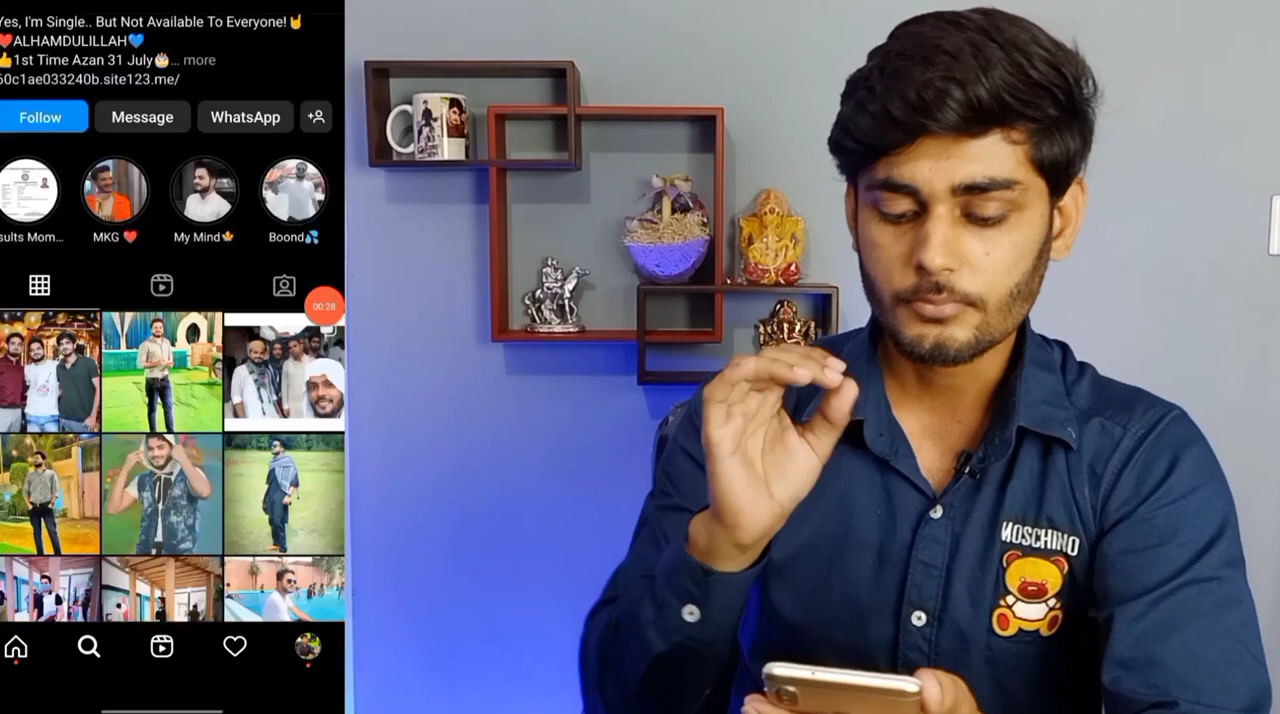 Yes, I'm Single.. But Not Available To Everyone!🤘
❤️ALHAMDULILLAH💙
👍1st Time Azan 31 July🎂... more
60c1ae033240b.site123.me/
Follow
Message
WhatsApp
sults Mom...
MKG ❤️
My Mind🍁
Boond💦
00:28
MOSCHINO